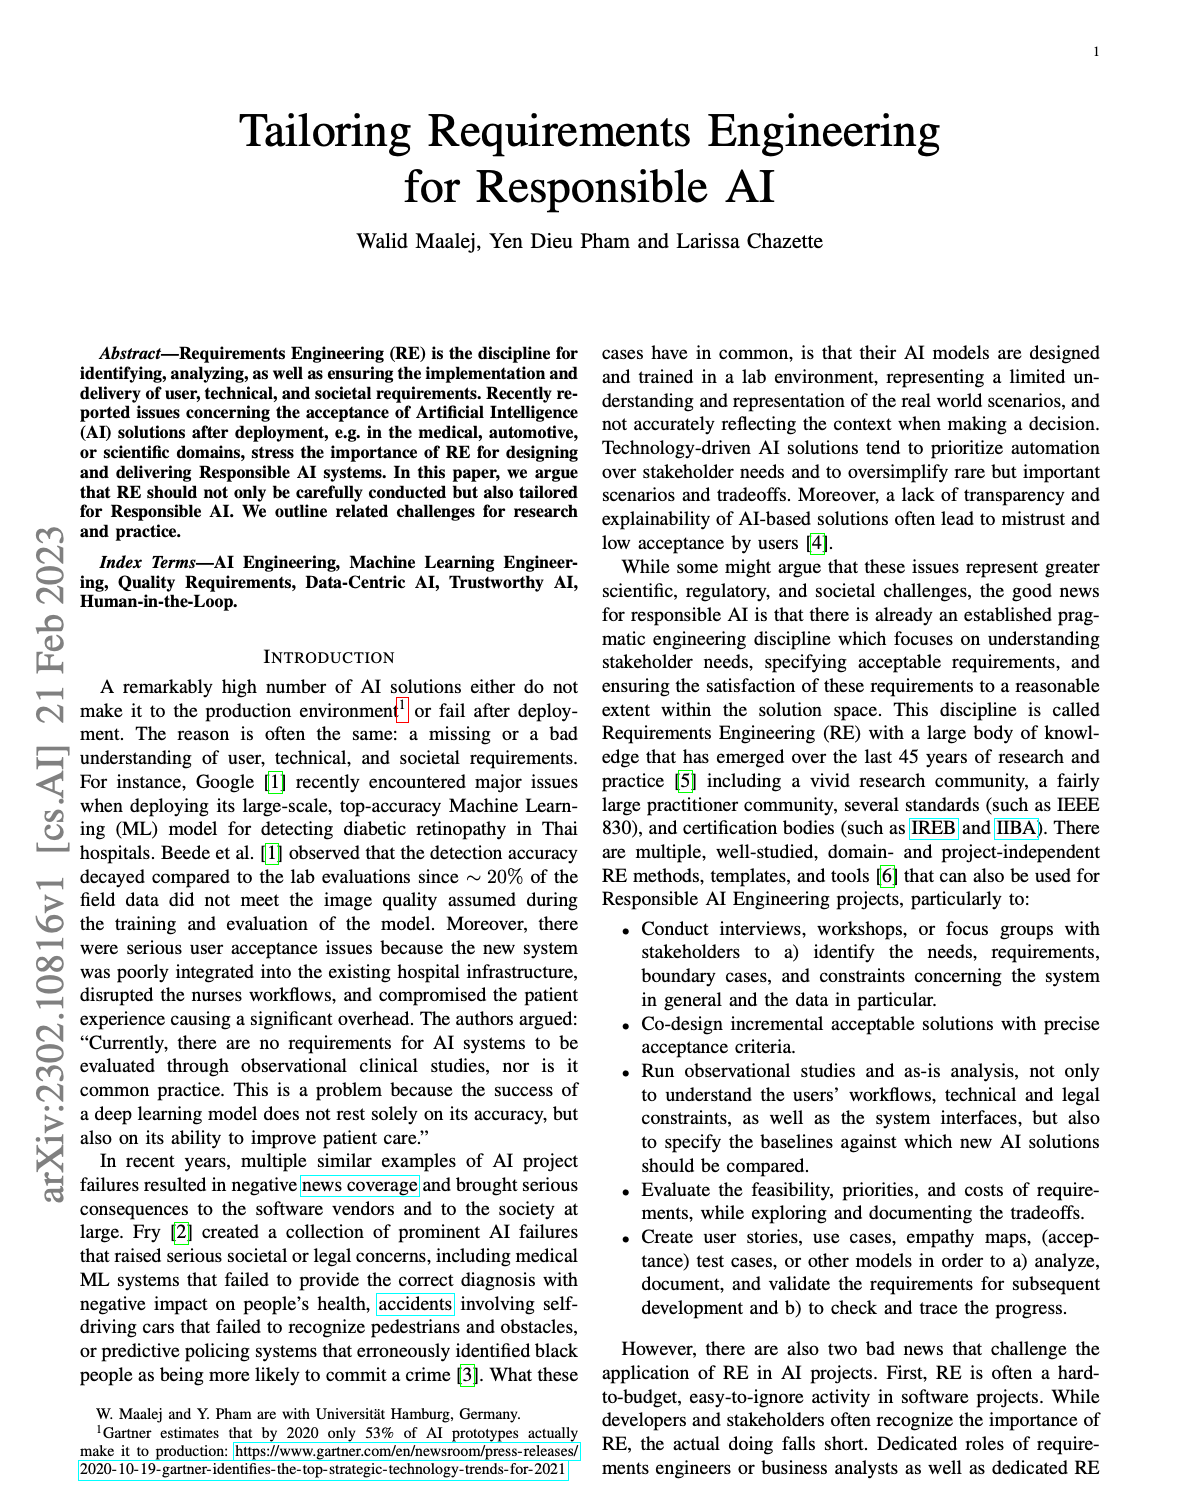 1
Tailoring Requirements Engineering
for Responsible AI
Walid Maalej, Yen Dieu Pham and Larissa Chazette
arXiv:2302.10816v1 [cs.AI] 21 Feb 2023
Abstract—Requirements Engineering (RE) is the discipline for
identifying, analyzing, as well as ensuring the implementation and
delivery of user, technical, and societal requirements. Recently re-
ported issues concerning the acceptance of Artificial Intelligence
(AI) solutions after deployment, e.g. in the medical, automotive,
or scientific domains, stress the importance of RE for designing
and delivering Responsible AI systems. In this paper, we argue
that RE should not only be carefully conducted but also tailored
for Responsible AI. We outline related challenges for research
and practice.
Index Terms—AI Engineering, Machine Learning Engineer-
ing, Quality Requirements, Data-Centric AI, Trustworthy AI,
Human-in-the-Loop.
INTRODUCTION
A remarkably high number of AI solutions either do not
make it to the production environment1 or fail after deploy-
ment. The reason is often the same: a missing or a bad
understanding of user, technical, and societal requirements.
For instance, Google [1] recently encountered major issues
when deploying its large-scale, top-accuracy Machine Learn-
ing (ML) model for detecting diabetic retinopathy in Thai
hospitals. Beede et al. [1] observed that the detection accuracy
decayed compared to the lab evaluations since ∼ 20% of the
field data did not meet the image quality assumed during
the training and evaluation of the model. Moreover, there
were serious user acceptance issues because the new system
was poorly integrated into the existing hospital infrastructure,
disrupted the nurses workflows, and compromised the patient
experience causing a significant overhead. The authors argued:
“Currently, there are no requirements for AI systems to be
evaluated through observational clinical studies, nor is it
common practice. This is a problem because the success of
a deep learning model does not rest solely on its accuracy, but
also on its ability to improve patient care.”
In recent years, multiple similar examples of AI project
failures resulted in negative news coverage and brought serious
consequences to the software vendors and to the society at
large. Fry [2] created a collection of prominent AI failures
that raised serious societal or legal concerns, including medical
ML systems that failed to provide the correct diagnosis with
negative impact on people’s health, accidents involving self-
driving cars that failed to recognize pedestrians and obstacles,
or predictive policing systems that erroneously identified black
people as being more likely to commit a crime [3]. What these
W. Maalej and Y. Pham are with Universität Hamburg, Germany.
1Gartner estimates that by 2020 only 53% of AI prototypes actually
make it to production: https://www.gartner.com/en/newsroom/press-releases/
2020-10-19-gartner-identifies-the-top-strategic-technology-trends-for-2021
cases have in common, is that their AI models are designed
and trained in a lab environment, representing a limited un-
derstanding and representation of the real world scenarios, and
not accurately reflecting the context when making a decision.
Technology-driven AI solutions tend to prioritize automation
over stakeholder needs and to oversimplify rare but important
scenarios and tradeoffs. Moreover, a lack of transparency and
explainability of AI-based solutions often lead to mistrust and
low acceptance by users [4].
While some might argue that these issues represent greater
scientific, regulatory, and societal challenges, the good news
for responsible AI is that there is already an established prag-
matic engineering discipline which focuses on understanding
stakeholder needs, specifying acceptable requirements, and
ensuring the satisfaction of these requirements to a reasonable
extent within the solution space. This discipline is called
Requirements Engineering (RE) with a large body of knowl-
edge that has emerged over the last 45 years of research and
practice [5] including a vivid research community, a fairly
large practitioner community, several standards (such as IEEE
830), and certification bodies (such as IREB and IIBA). There
are multiple, well-studied, domain- and project-independent
RE methods, templates, and tools [6] that can also be used for
Responsible AI Engineering projects, particularly to:
• Conduct interviews, workshops, or focus groups with
stakeholders to a) identify the needs, requirements,
boundary cases, and constraints concerning the system
in general and the data in particular.
• Co-design incremental acceptable solutions with precise
acceptance criteria.
• Run observational studies and as-is analysis, not only
to understand the users’ workflows, technical and legal
constraints, as well as the system interfaces, but also
to specify the baselines against which new AI solutions
should be compared.
• Evaluate the feasibility, priorities, and costs of require-
ments, while exploring and documenting the tradeoffs.
• Create user stories, use cases, empathy maps, (accep-
tance) test cases, or other models in order to a) analyze,
document, and validate the requirements for subsequent
development and b) to check and trace the progress.
However, there are also two bad news that challenge the
application of RE in AI projects. First, RE is often a hard-
to-budget, easy-to-ignore activity in software projects. While
developers and stakeholders often recognize the importance of
RE, the actual doing falls short. Dedicated roles of require-
ments engineers or business analysts as well as dedicated RE